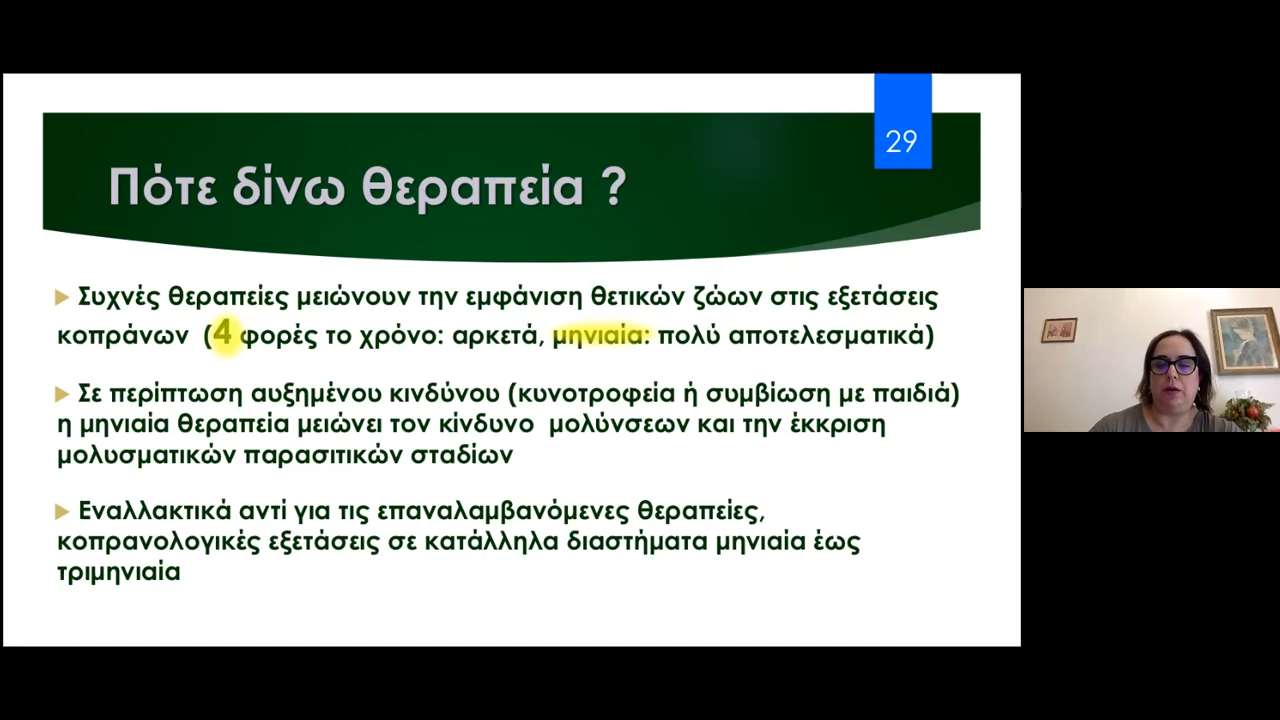 29
Πότε δίνω θεραπεία ?
Συχνές θεραπείες μειώνουν την εμφάνιση θετικών ζώων στις εξετάσεις
κοπράνων (4 φορές το χρόνο: αρκετά, μηνιαία: πολύ αποτελεσματικά)
Σε περίπτωση αυξημένου κινδύνου (κυνοτροφεία ή συμβίωση με παιδιά)
η μηνιαία θεραπεία μειώνει τον κίνδυνο μολύνσεων και την έκκριση
μολυσματικών παρασιτικών σταδίων
Εναλλακτικά αντί για τις επαναλαμβανόμενες θεραπείες,
κοπρανολογικές εξετάσεις σε κατάλληλα διαστήματα μηνιαία έως
τριμηνιαία